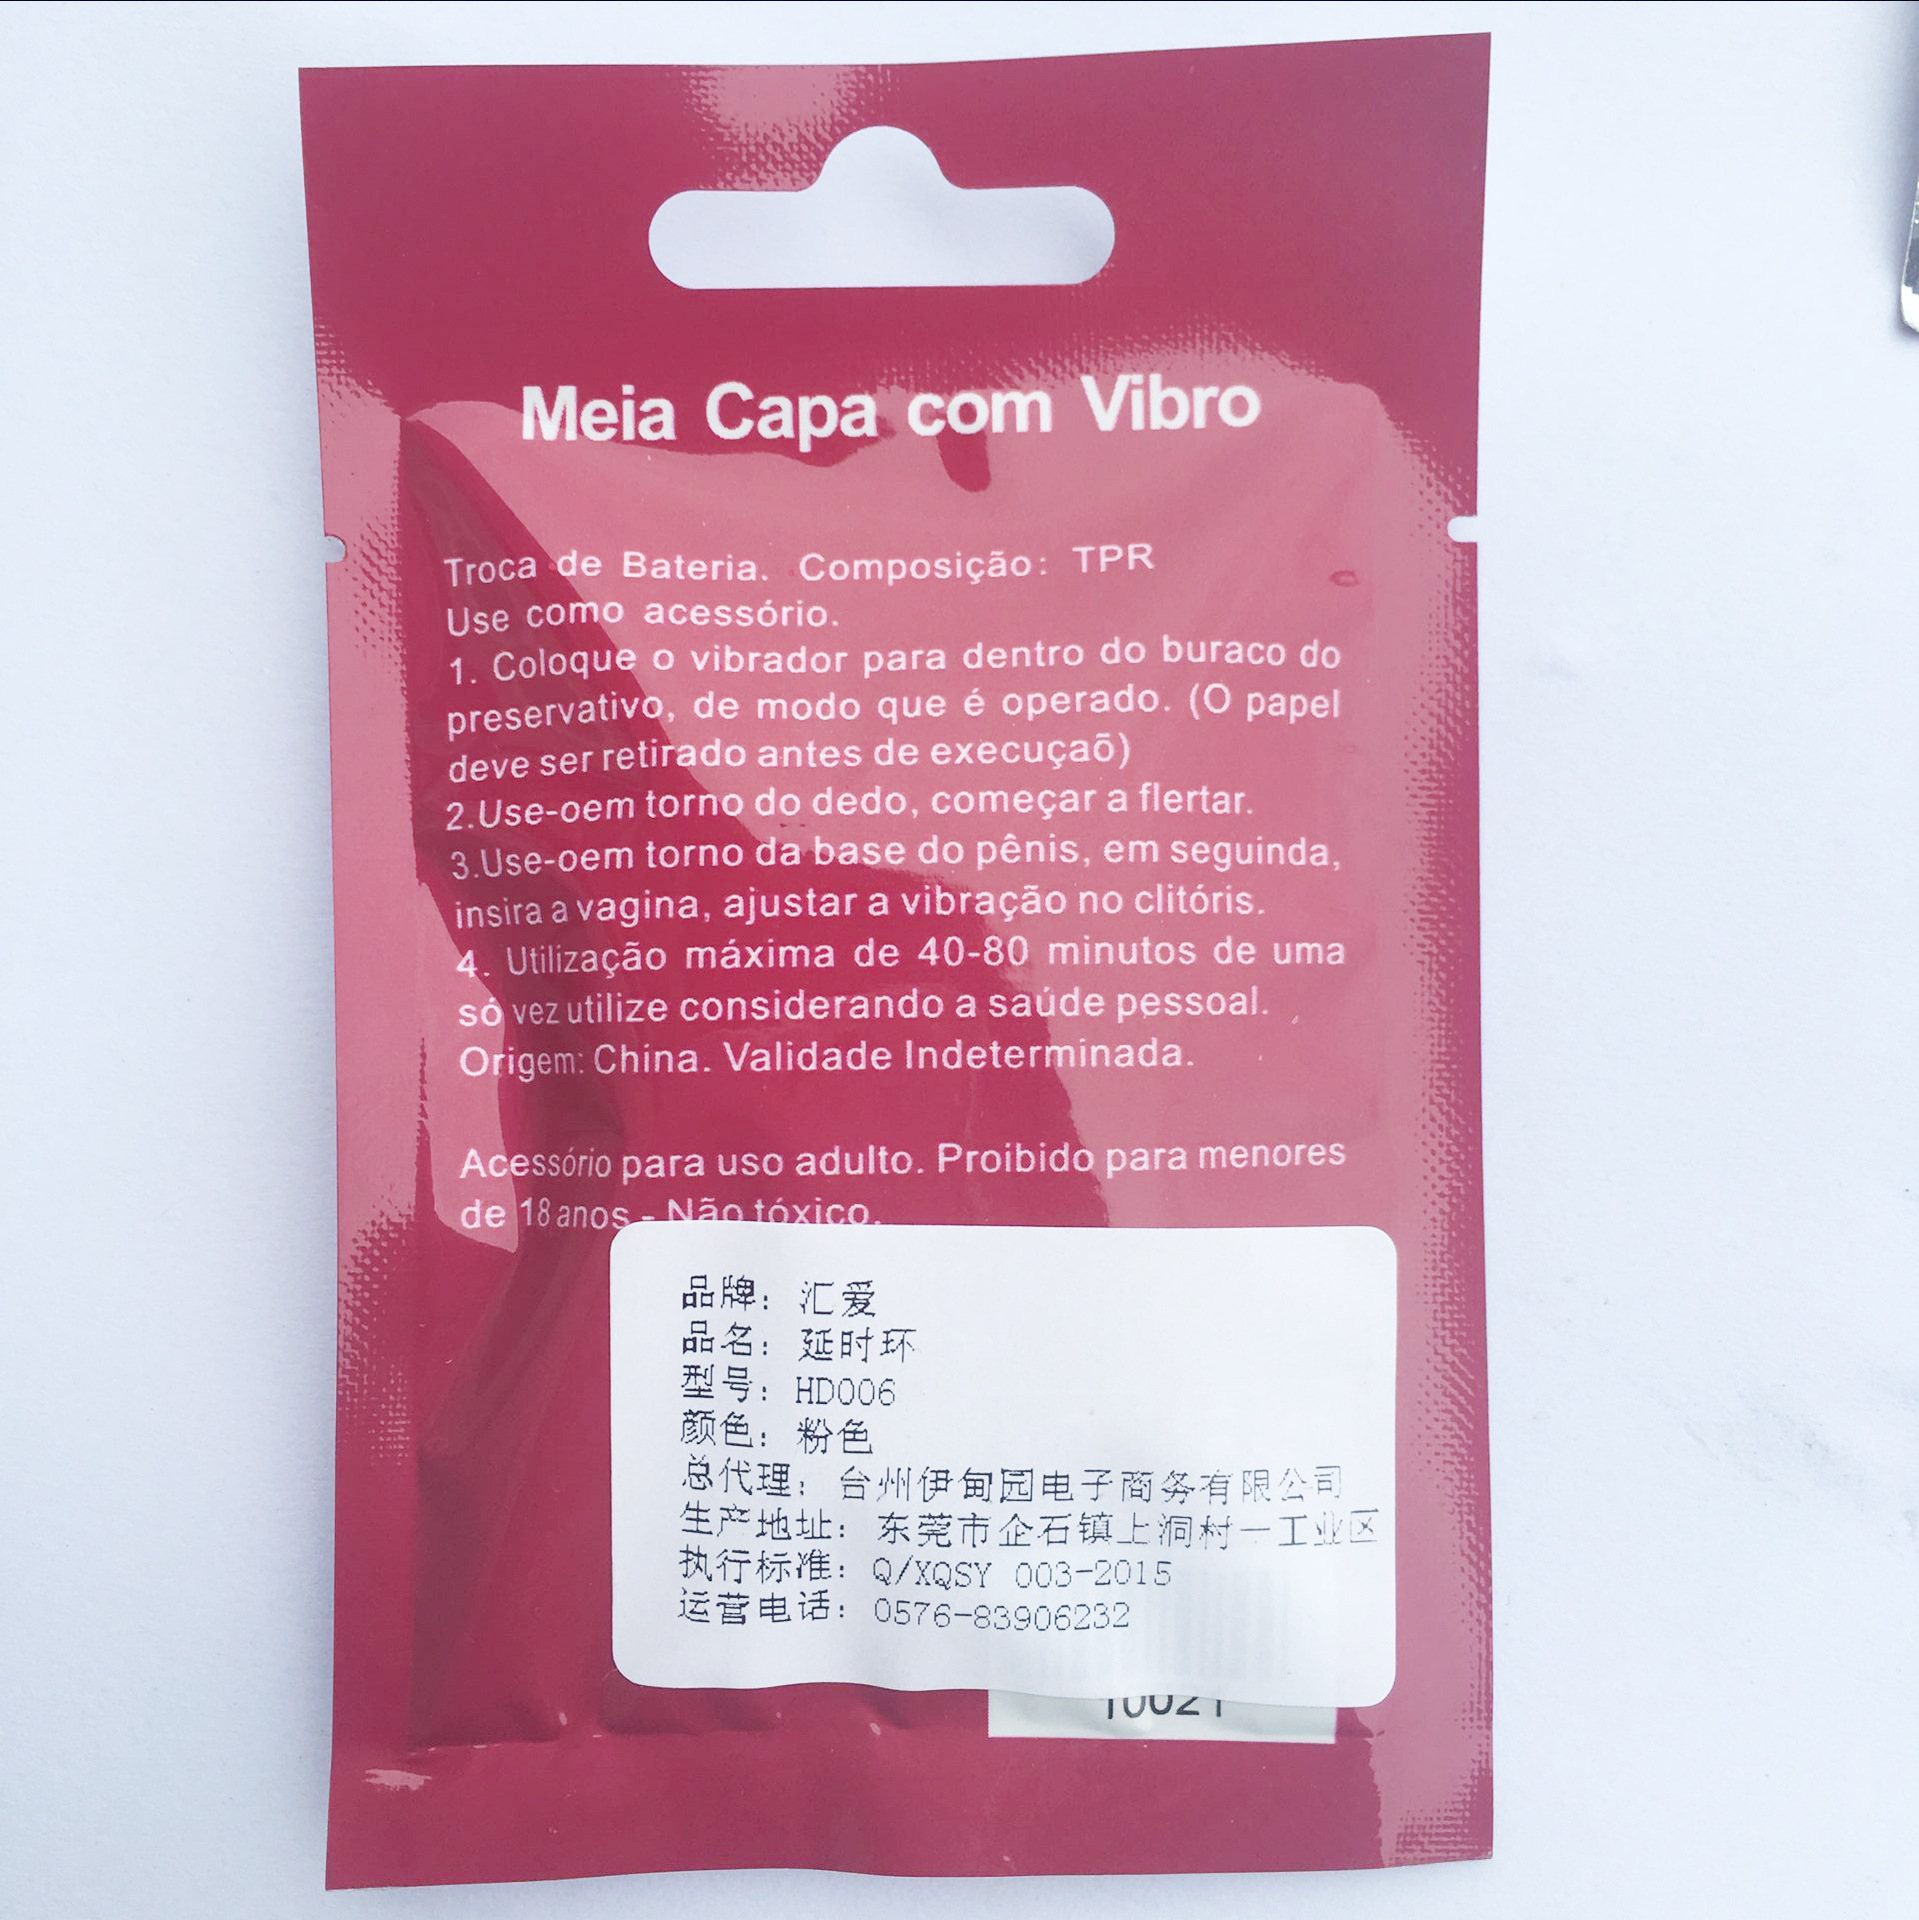 Meia Capa com Vibro
Troca de Bateria. Composição: TPR
Use como acessório.
1. Coloque o vibrador para dentro do buraco do
preservativo, de modo que é operado. (O papel
deve ser retirado antes de execuçaõ)
2.Use-oem torno do dedo, começar a flertar.
3.Use-oem torno da base do pênis, em seguinda,
insira a vagina, ajustar a vibração no clitóris.
4. Utilização máxima de 40-80 minutos de uma
só vez utilize considerando a saúde pessoal.
Origem: China. Validade Indeterminada.
Acessório para uso adulto. Proibido para menores
de 18 anos - Não tóxico.
品牌: 汇爱
品名: 延时环
型号: HD006
颜色: 粉色
总代理: 台州伊甸园电子商务有限公司
生产地址: 东莞市企石镇上洞村一工业区
执行标准: Q/XQSY 003-2015
运营电话: 0576-83906232
10021